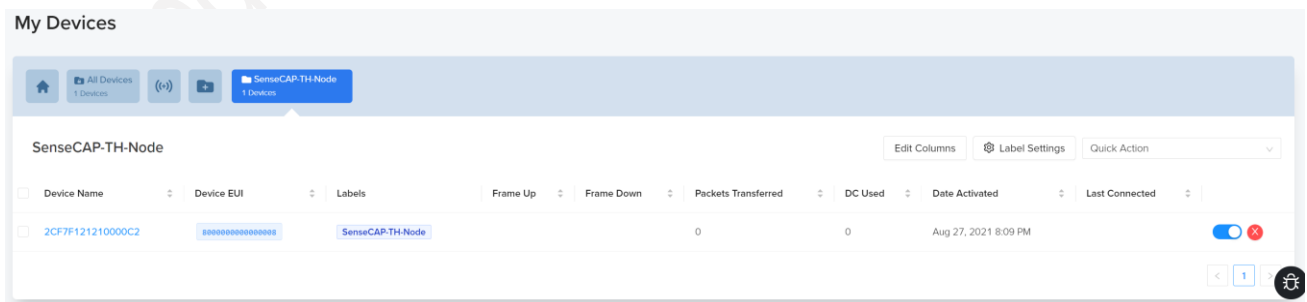 My Devices
All Devices
1 Devices
SenseCAP-TH-Node
1 Devices
SenseCAP-TH-Node
Edit Columns
Label Settings
Quick Action
Device Name
Device EUI
Labels
Frame Up
Frame Down
Packets Transferred
DC Used
Date Activated
Last Connected
2CF7F121210000C2
SenseCAP-TH-Node
0
0
Aug 27, 2021 8:09 PM
1